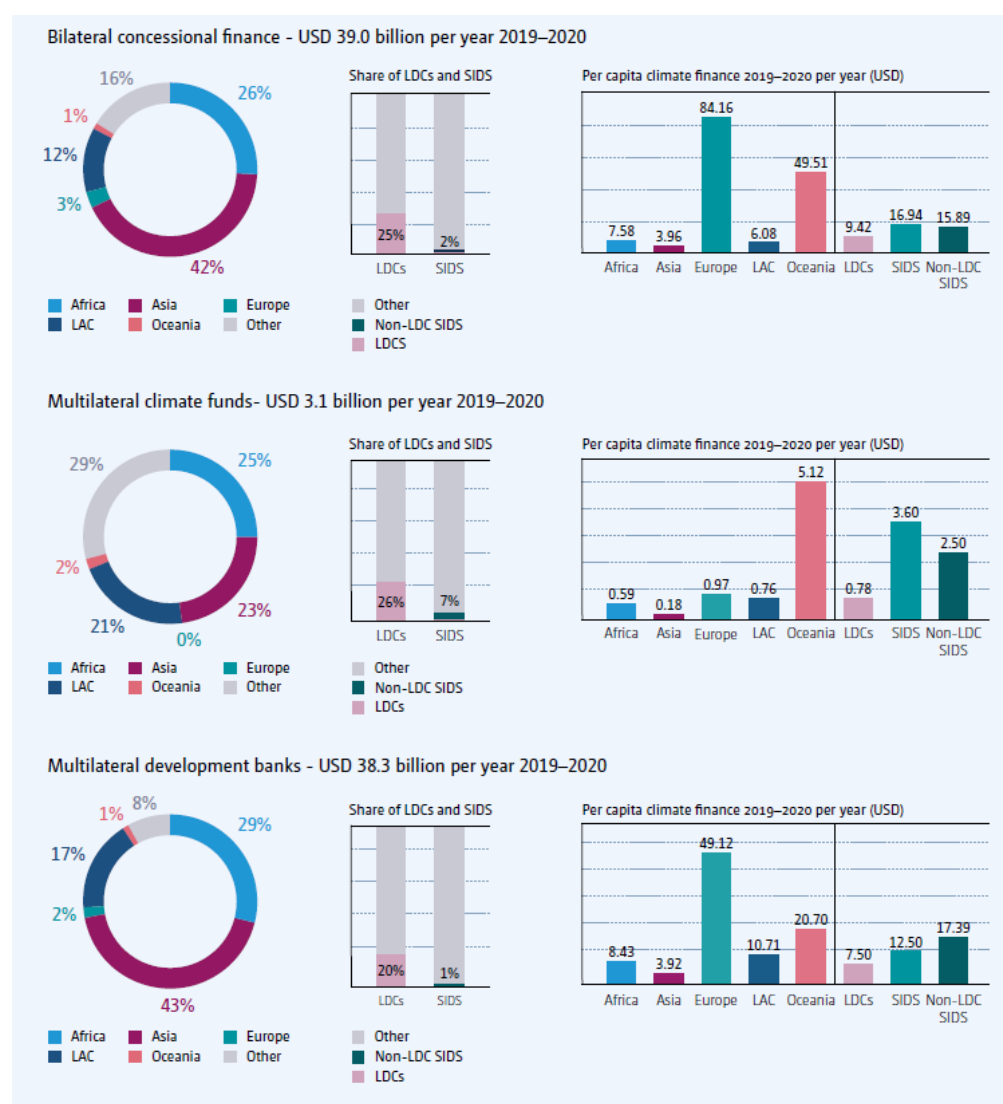 Bilateral concessional finance - USD 39.0 billion per year 2019–2020
16%
26%
1%
12%
3%
42%
Africa Asia Europe
LAC Oceania Other
Share of LDCs and SIDS
25% 2%
LDCs SIDS
Other
Non-LDC SIDS
LDCS
Per capita climate finance 2019–2020 per year (USD)
7.58 3.96 84.16 6.08 49.51 9.42 16.94 15.89
Africa Asia Europe LAC Oceania LDCs SIDS Non-LDC
SIDS
Multilateral climate funds- USD 3.1 billion per year 2019–2020
29%
25%
2%
21%
0%
23%
Africa Asia Europe
LAC Oceania Other
Share of LDCs and SIDS
26% 7%
LDCs SIDS
Other
Non-LDC SIDS
LDCs
Per capita climate finance 2019–2020 per year (USD)
0.59 0.18 0.97 0.76 5.12 0.78 3.60 2.50
Africa Asia Europe LAC Oceania LDCs SIDS Non-LDC
SIDS
Multilateral development banks - USD 38.3 billion per year 2019–2020
8%
1%
29%
17%
2%
43%
Africa Asia Europe
LAC Oceania Other
Share of LDCs and SIDS
20% 1%
LDCs SIDS
Other
Non-LDC SIDS
LDCs
Per capita climate finance 2019–2020 per year (USD)
8.43 3.92 49.12 10.71 20.70 7.50 12.50 17.39
Africa Asia Europe LAC Oceania LDCs SIDS Non-LDC
SIDS